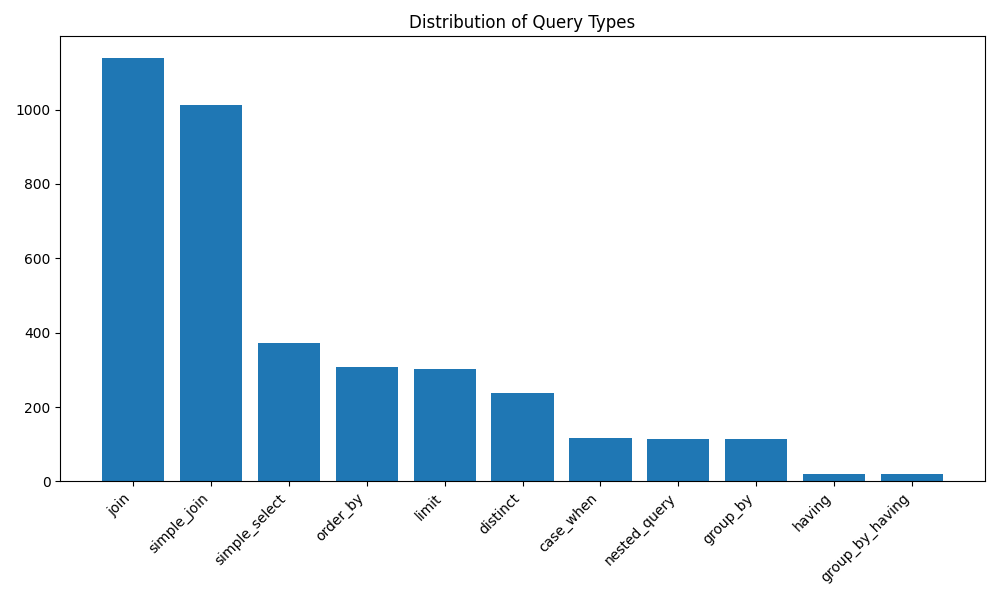 Distribution of Query Types
1000
800
600
400
200
0
join
simple_join
simple_select
order_by
limit
distinct
case_when
nested_query
group_by
having
group_by_having